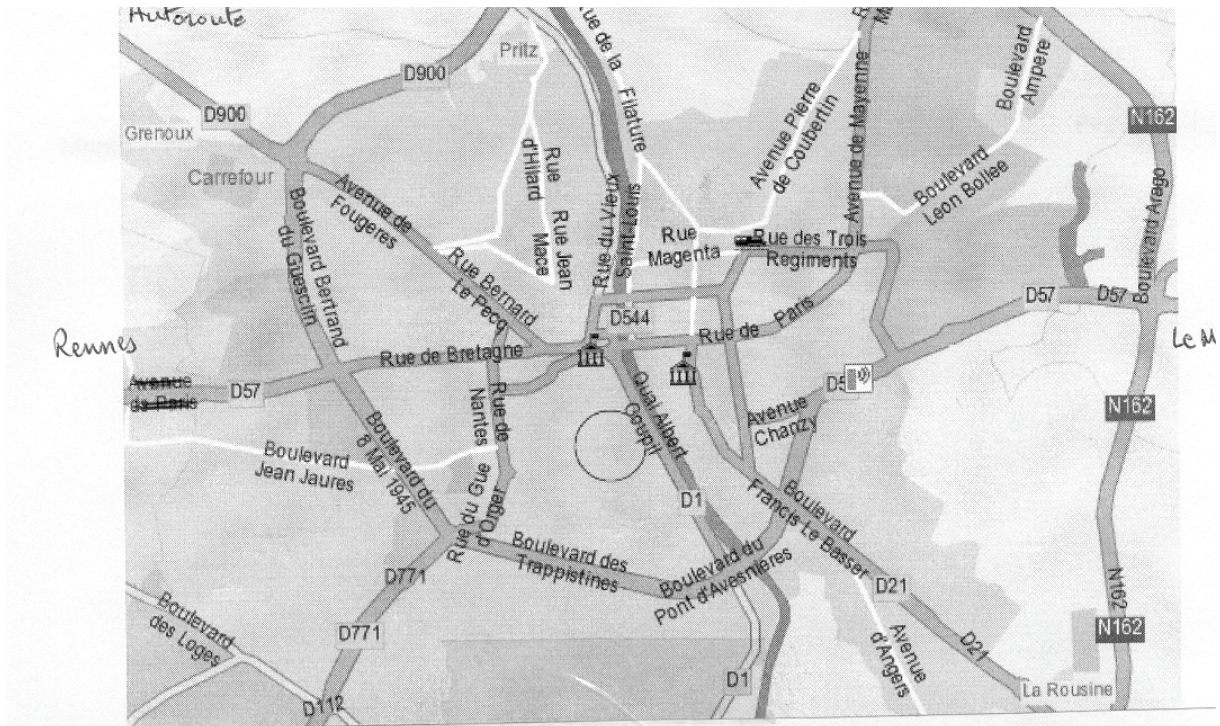 Autoroute
Pritz
D900
D900
Grenoux
Carrefour
Avenue de
Fougeres
Boulevard Bertrand
du Guesclin
Rue
d'Hilard
Rue Jean
Mace
Rue Bernard
Le Pecq
Rue du Vieux
Saint-Louis
Rue de la
Filature
Avenue Pierre
de Coubertin
Avenue de Mayenne
Boulevard
Ampere
Boulevard
Leon Bollee
N162
Boulevard Arago
Rue
Magenta
Rue des Trois
Regiments
D57
D57
D544
Rue de Paris
Rennes
Rue de Bretagne
Avenue
de Paris
D57
Le M
Rue de
Nantes
Quai Albert
Goupil
Avenue
Chanzy
D5
N162
Boulevard
Jean Jaures
Boulevard du
8 Mai 1945
Rue du Gue
d'Orger
D1
Boulevard
Francis Le Basser
Boulevard des
Trappistines
Boulevard du
Pont d'Avesnieres
D771
D771
D21
D21
N162
N162
Boulevard
des Loges
Avenue
d'Angers
D1
D112
La Rousine